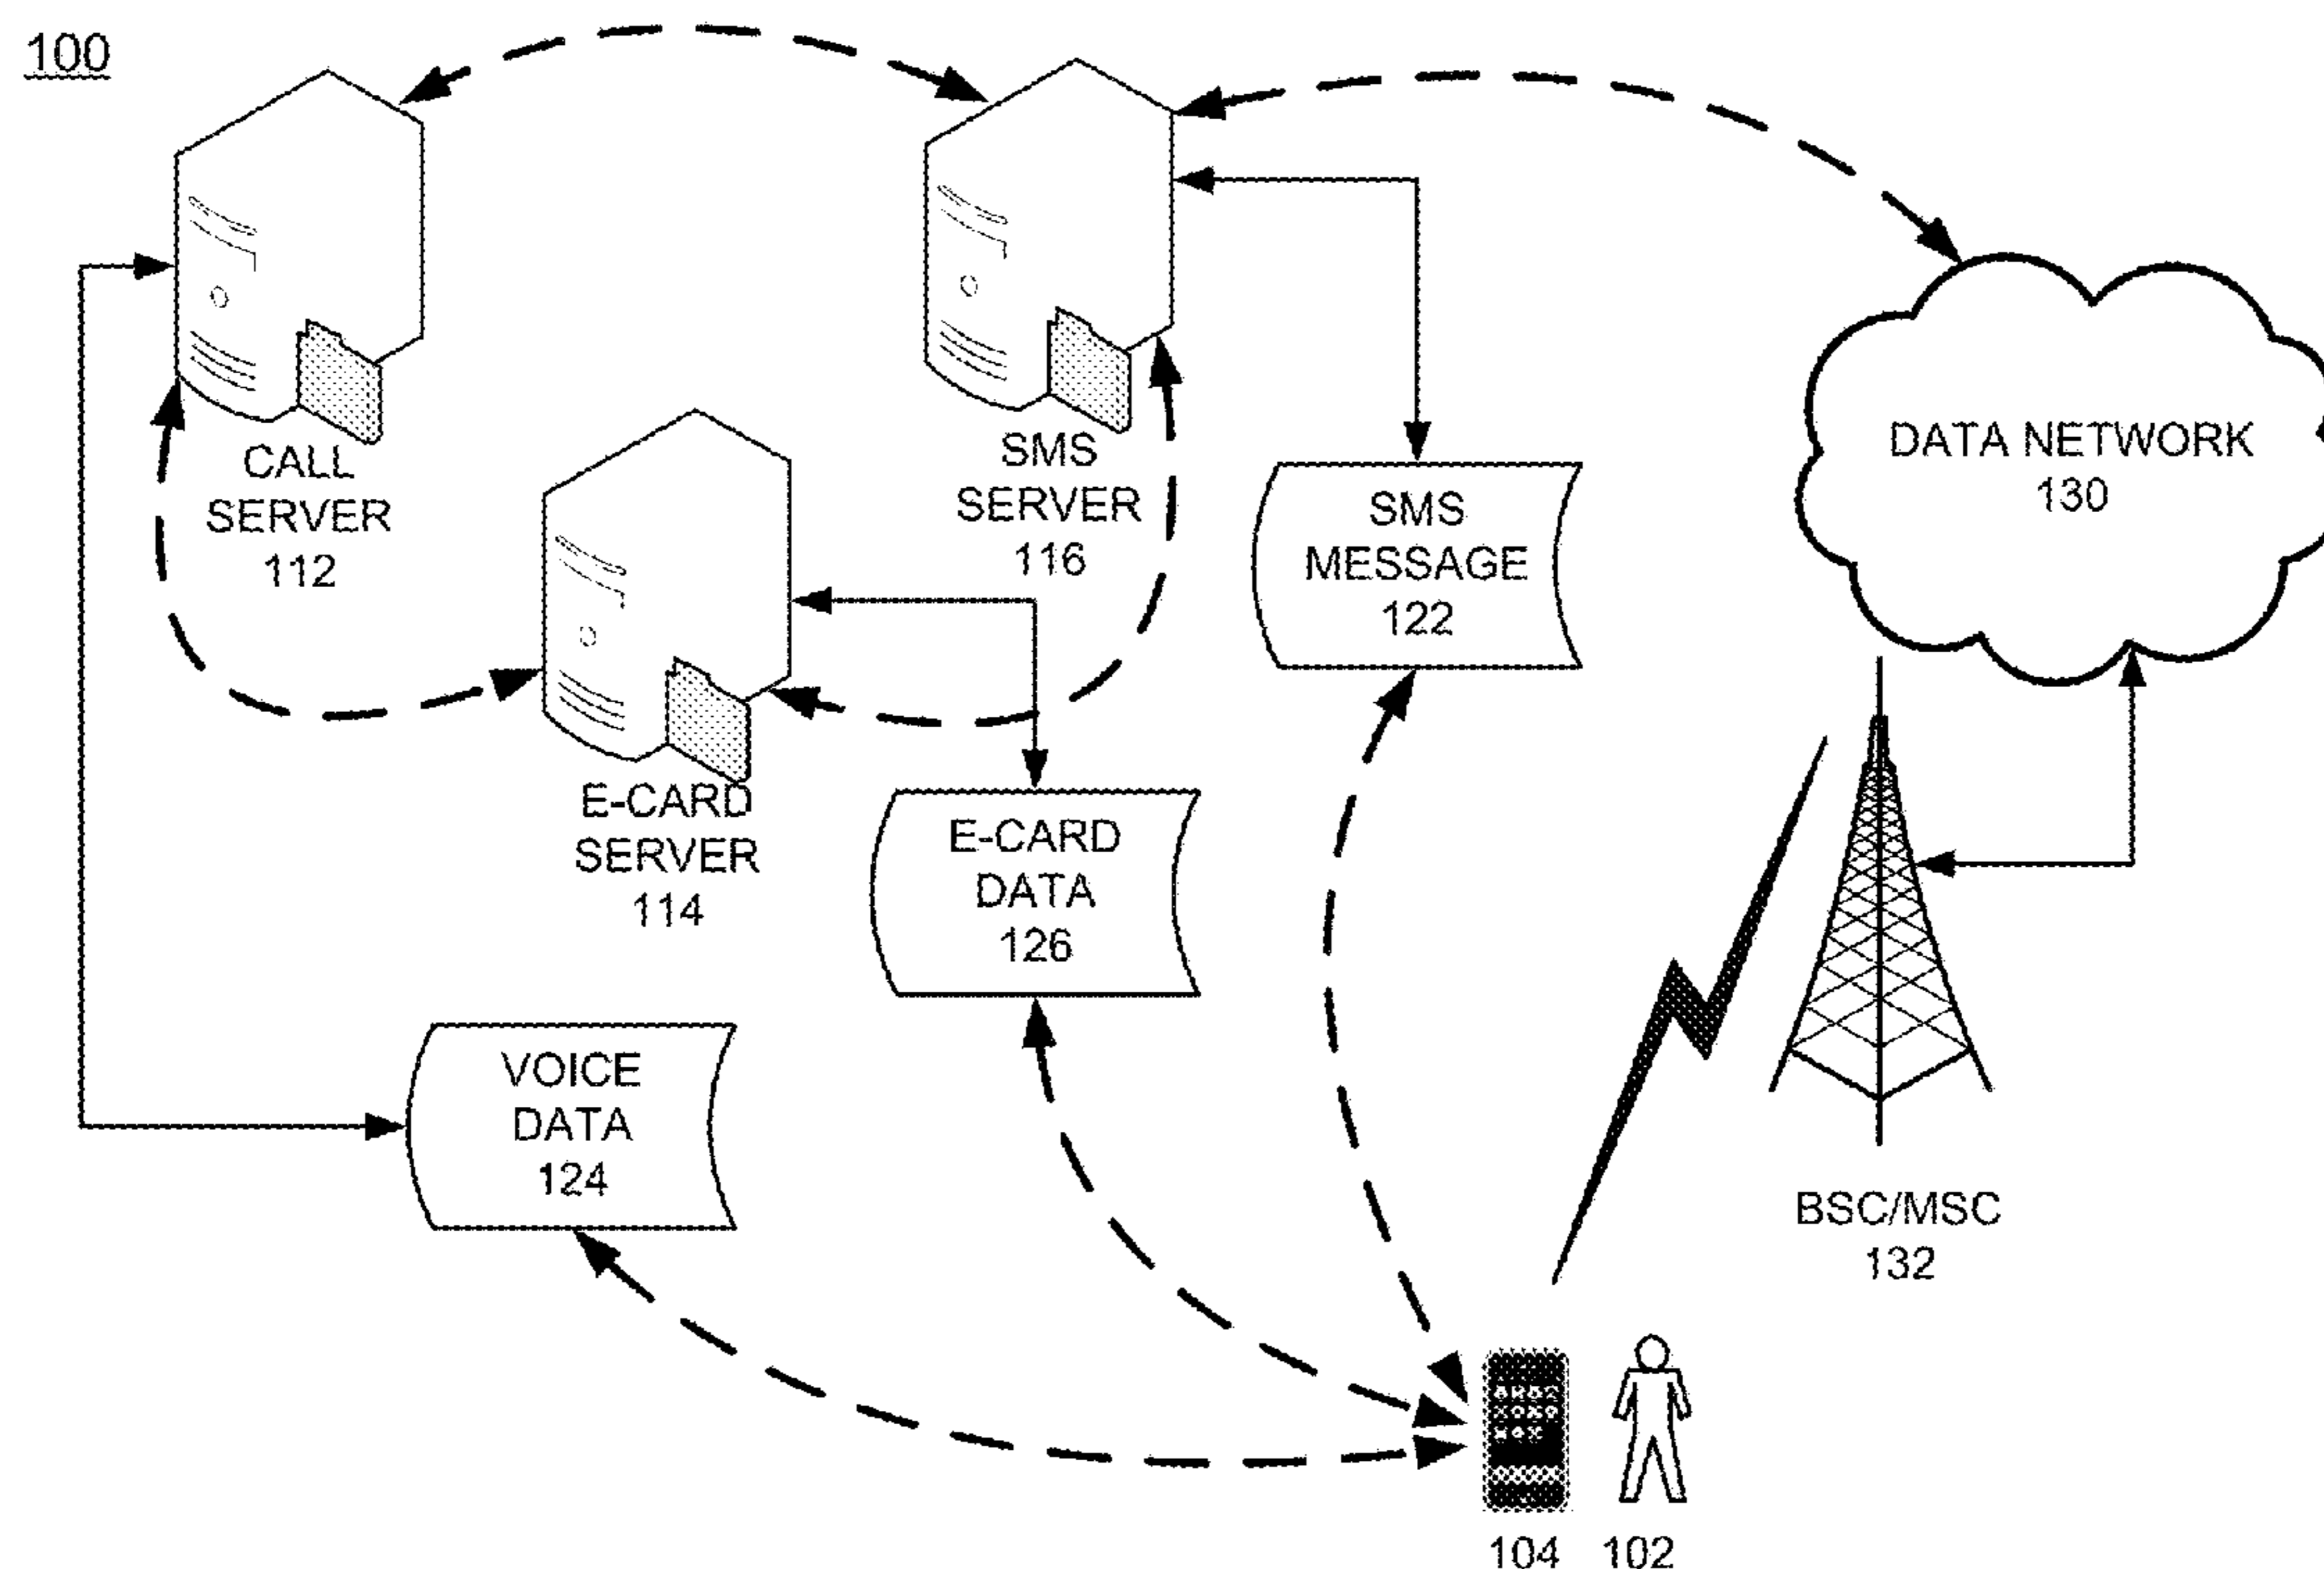 100
CALL
SERVER
112
SMS
SERVER
116
E-CARD
SERVER
114
SMS
MESSAGE
122
DATA NETWORK
130
E-CARD
DATA
126
VOICE
DATA
124
BSC/MSC
132
104 102